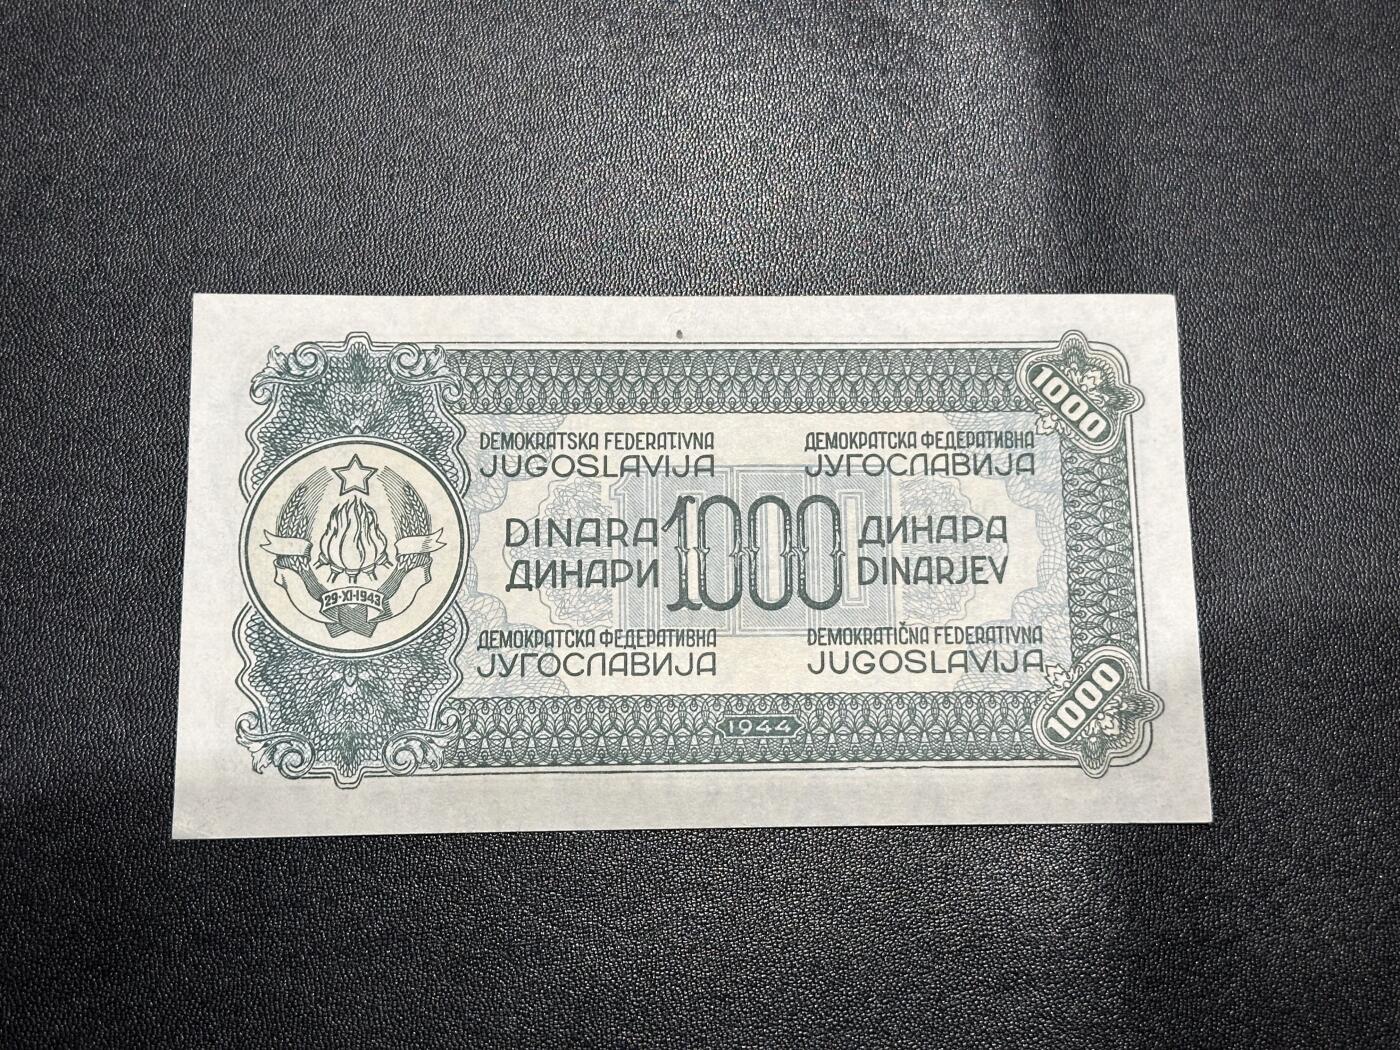 DEMOKRATSKA FEDERATIVNA
JUGOSLAVIJA
ДЕМОКРАТСКА ФЕДЕРАТИВНА
ЈУГОСЛАВИЈА
1000
DINARA
ДИНАРИ
1000
ДИНАРА
DINARJEV
29·XI·1943
ДЕМОКРАТСКА ФЕДЕРАТИВНА
ЈУГОСЛАВИЈА
DEMOKRATIČNA FEDERATIVNA
JUGOSLAVIJA
1000
1944